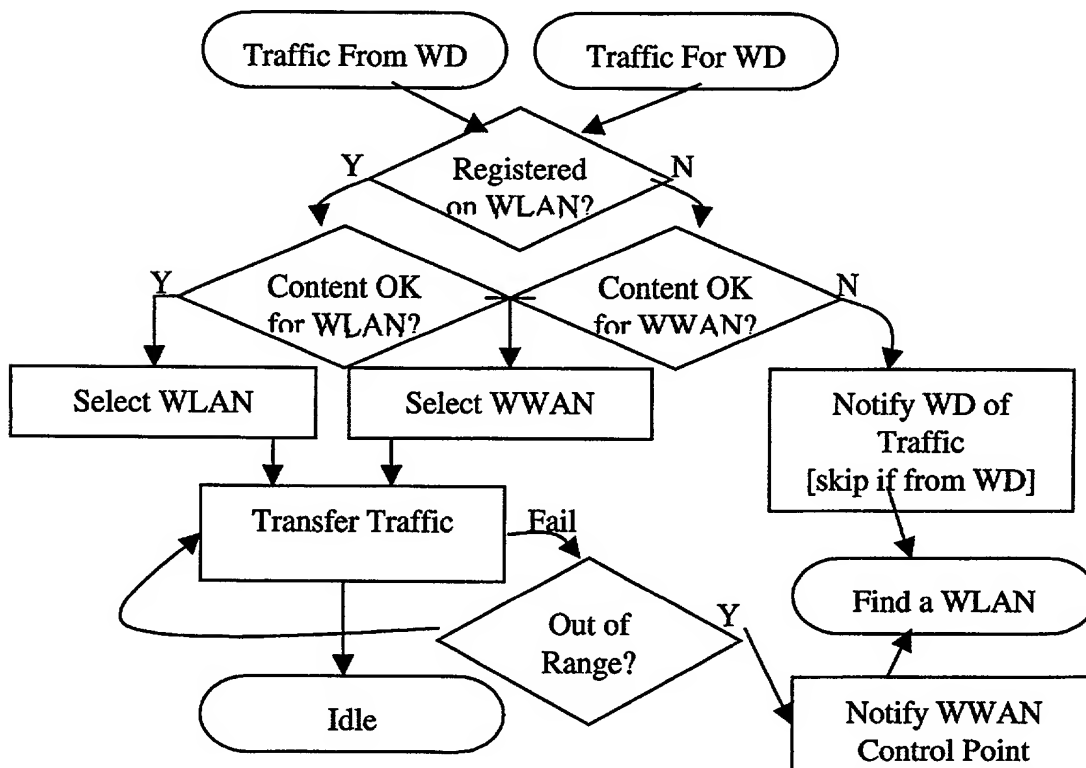 Traffic From WD
Traffic For WD
Y
N
Registered
on WLAN?
Y
Content OK
for WLAN?
Content OK
for WWAN?
N
Select WLAN
Select WWAN
Notify WD of
Traffic
[skip if from WD]
Transfer Traffic
Fail
Find a WLAN
Y
Out of
Range?
Idle
Notify WWAN
Control Point